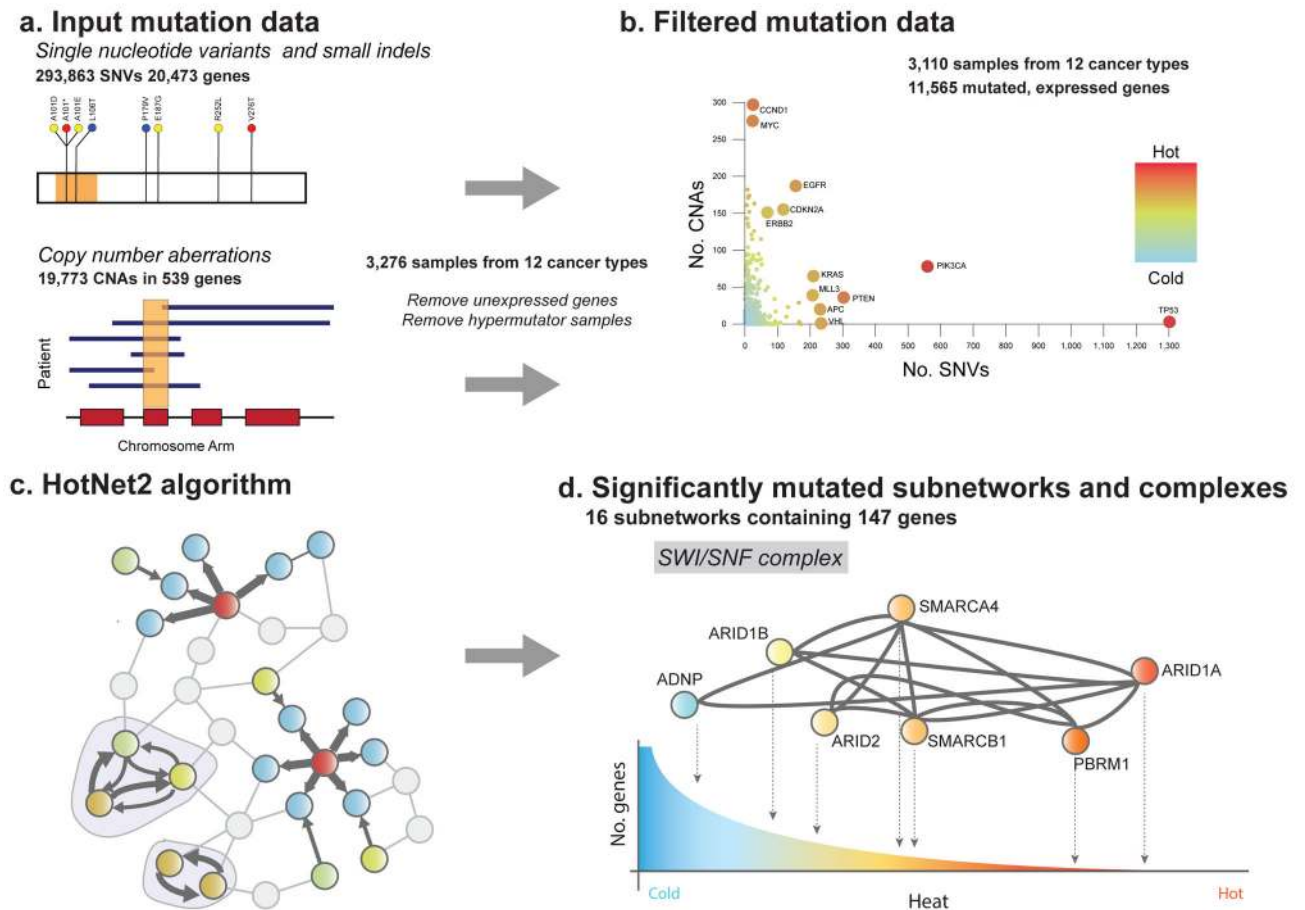 a. Input mutation data
Single nucleotide variants and small indels
293,863 SNVs 20,473 genes
A101D
A101*
A101E
L106T
P179V
E187G
R252L
V276T
Copy number aberrations
19,773 CNAs in 539 genes
Patient
Chromosome Arm
3,276 samples from 12 cancer types
Remove unexpressed genes
Remove hypermutator samples
b. Filtered mutation data
3,110 samples from 12 cancer types
11,565 mutated, expressed genes
No. CNAs
300
250
200
150
100
50
0
CCND1
MYC
EGFR
CDKN2A
ERBB2
KRAS
MLL3
PTEN
APC
VHL
PIK3CA
TP53
0 100 200 300 400 500 600 700 800 900 1,000 1,100 1,200 1,300
No. SNVs
Hot
Cold
c. HotNet2 algorithm
d. Significantly mutated subnetworks and complexes
16 subnetworks containing 147 genes
SWI/SNF complex
SMARCA4
ARID1B
ARID1A
ADNP
ARID2
SMARCB1
PBRM1
No. genes
Cold
Heat
Hot